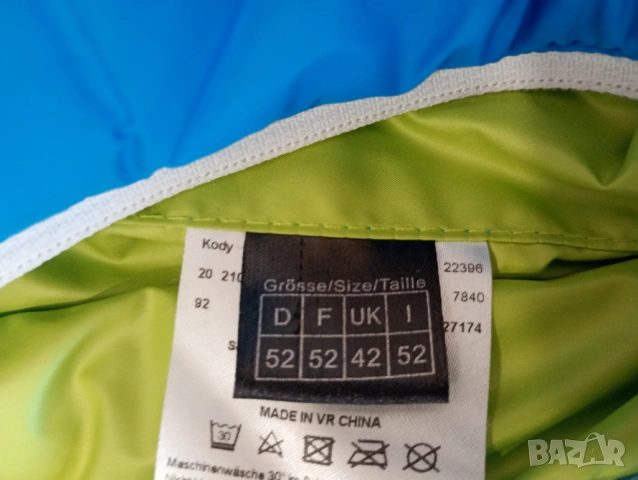 Kody
22396
20 210
Grösse/Size/Taille
7840
92
D F UK I
27174
52 52 42 52
MADE IN VR CHINA
30
Maschinenwäsche 30°
BAZAR